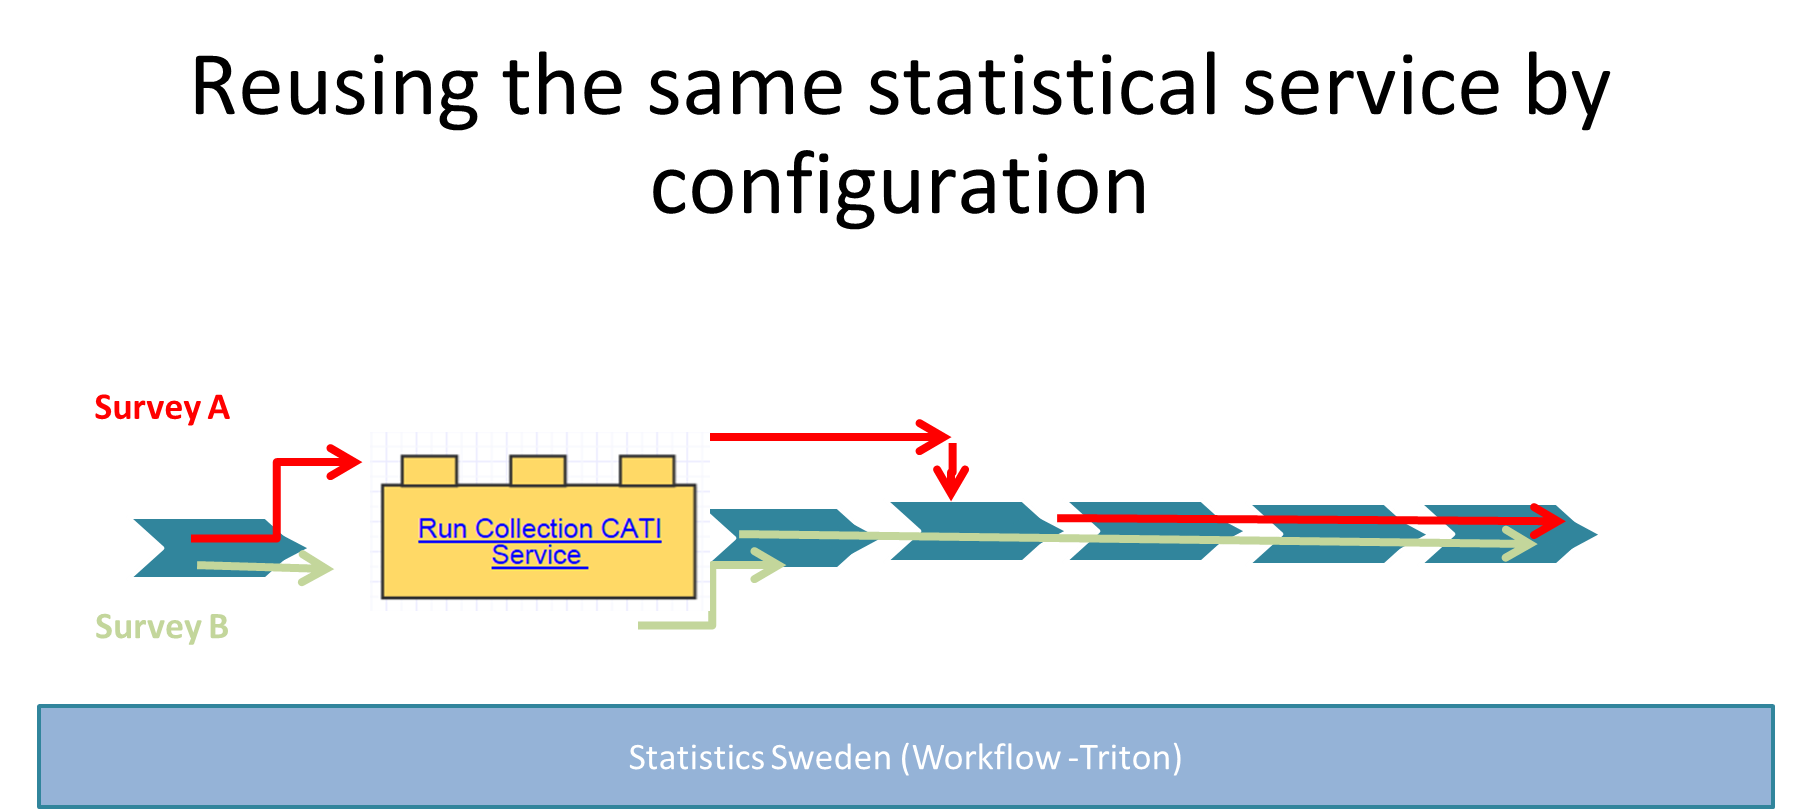 Reusing the same statistical service by
configuration
Survey A
Run Collection CATI
Service
Survey B
Statistics Sweden (Workflow -Triton)